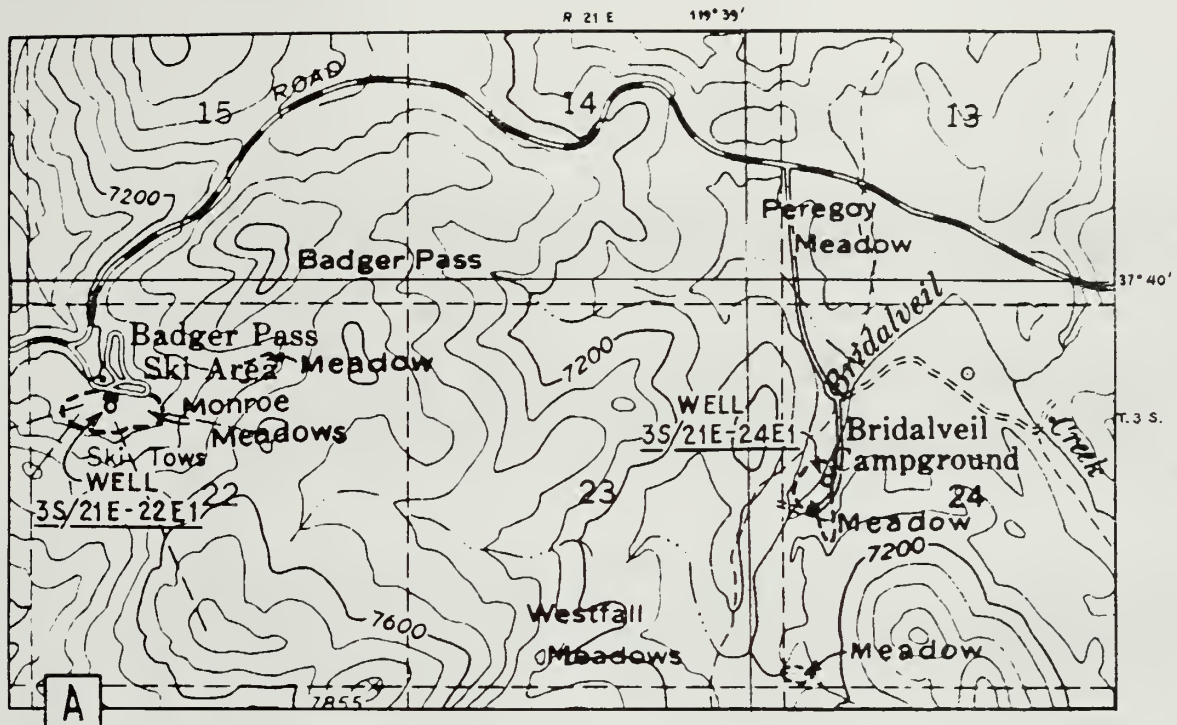 R 21 E 119° 39'
15
ROAD
14
13
7200
Peregoy
Meadow
Badger Pass
37° 40'
Bridalveil
Badger Pass
Ski Area
Meadow
7200
Monroe
Meadows
WELL
3S/21E-24E1
T. 3 S.
Creek
Bridalveil
Campground
Ski Tows
WELL
3S/21E-22E1
22
23
24
Meadow
7200
7600
Westfall
Meadows
Meadow
7855
A